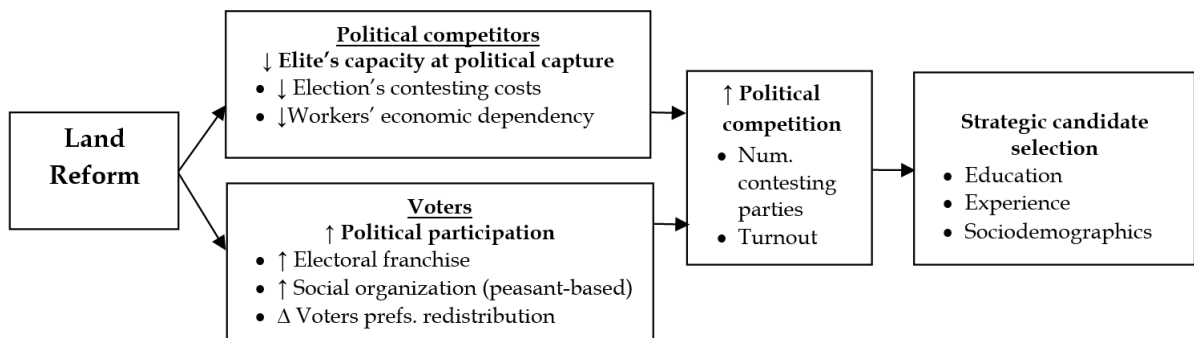 Land
Reform
Political competitors
↓ Elite's capacity at political capture
• ↓ Election's contesting costs
• ↓Workers' economic dependency
Voters
↑ Political participation
• ↑ Electoral franchise
• ↑ Social organization (peasant-based)
• Δ Voters prefs. redistribution
↑ Political
competition
• Num.
contesting
parties
• Turnout
Strategic candidate
selection
• Education
• Experience
• Sociodemographics